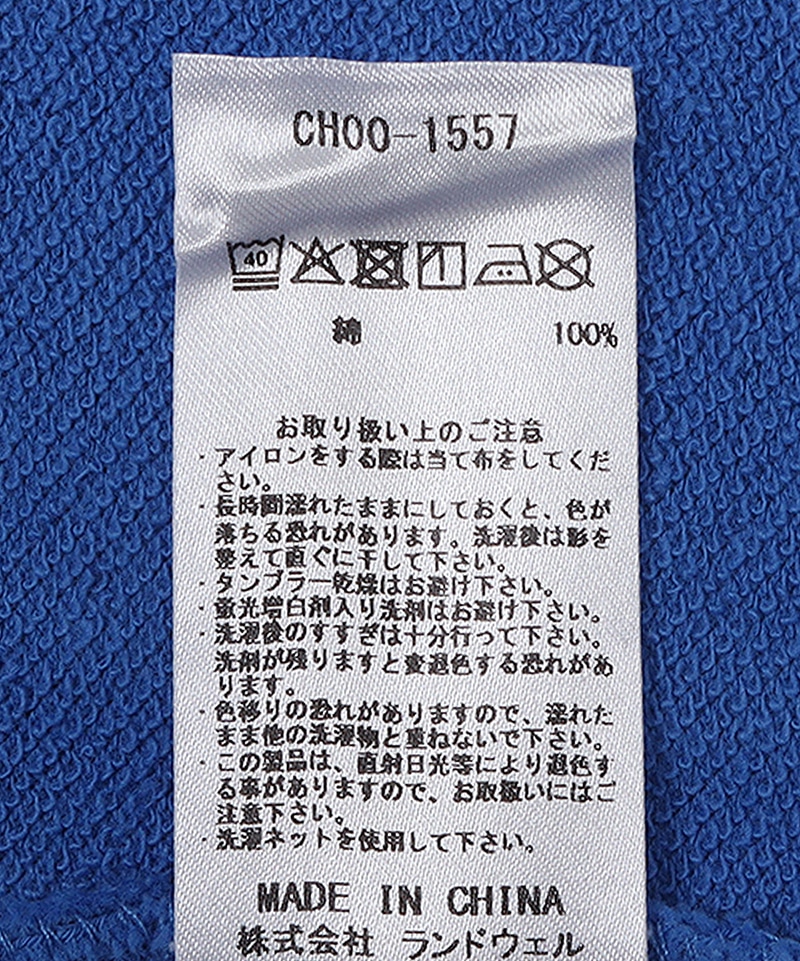 CH00-1557
40
綿 100%
お取り扱い上のご注意
・アイロンをする際は当て布をしてくだ
さい。
・長時間濡れたままにしておくと、色が
落ちる恐れがあります。洗濯後は影を
整えて直ぐに干して下さい。
・タンブラー乾燥はお避け下さい。
・蛍光増白剤入り洗剤はお避け下さい。
・洗濯後のすすぎは十分行って下さい。
洗剤が残りますと変退色する恐れがあ
ります。
・色移りの恐れがありますので、濡れた
まま他の洗濯物と重ねないで下さい。
・この製品は、直射日光等により退色す
る事がありますので、お取扱いにはご
注意下さい。
・洗濯ネットを使用して下さい。
MADE IN CHINA
株式会社 ランドウェル